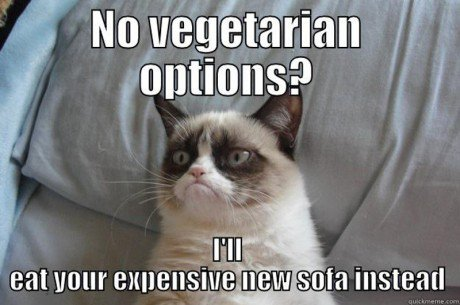 No vegetarian
options?
I'll
eat your expensive new sofa instead
quickmeme.com